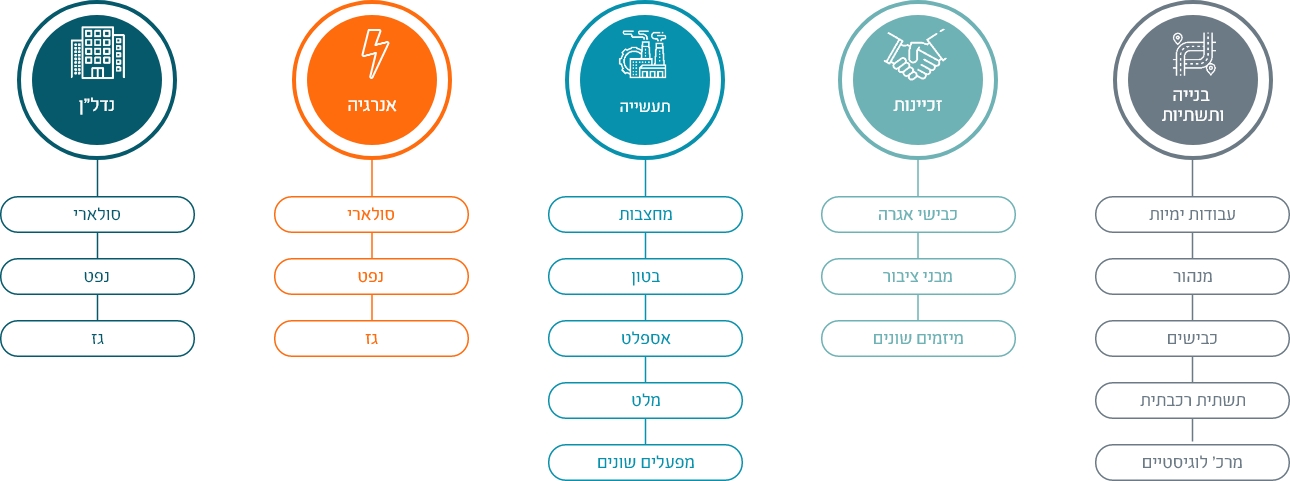 בנייה
ותשתיות
עבודות ימיות
מנהור
כבישים
תשתית רכבתית
מרכ' לוגיסטיים
זכיינות
כבישי אגרה
מבני ציבור
מיזמים שונים
תעשייה
מחצבות
בטון
אספלט
מלט
מפעלים שונים
אנרגיה
סולארי
נפט
גז
נדל"ן
סולארי
נפט
גז